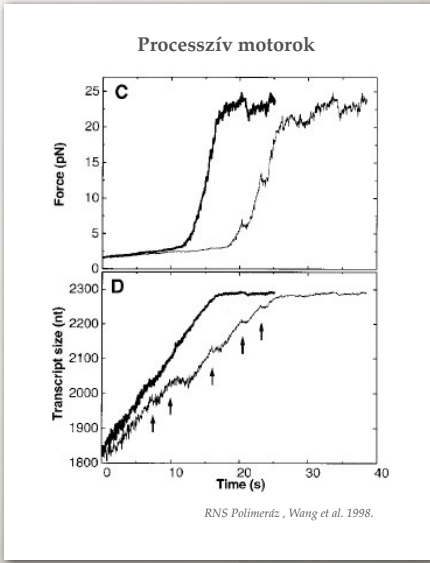 Processzív motorok
C
Force (pN)
25
20
15
10
5
0
D
Transcript size (nt)
2300
2200
2100
2000
1900
1800
0
10
20
30
40
Time (s)
RNS Polimeráz , Wang et al. 1998.